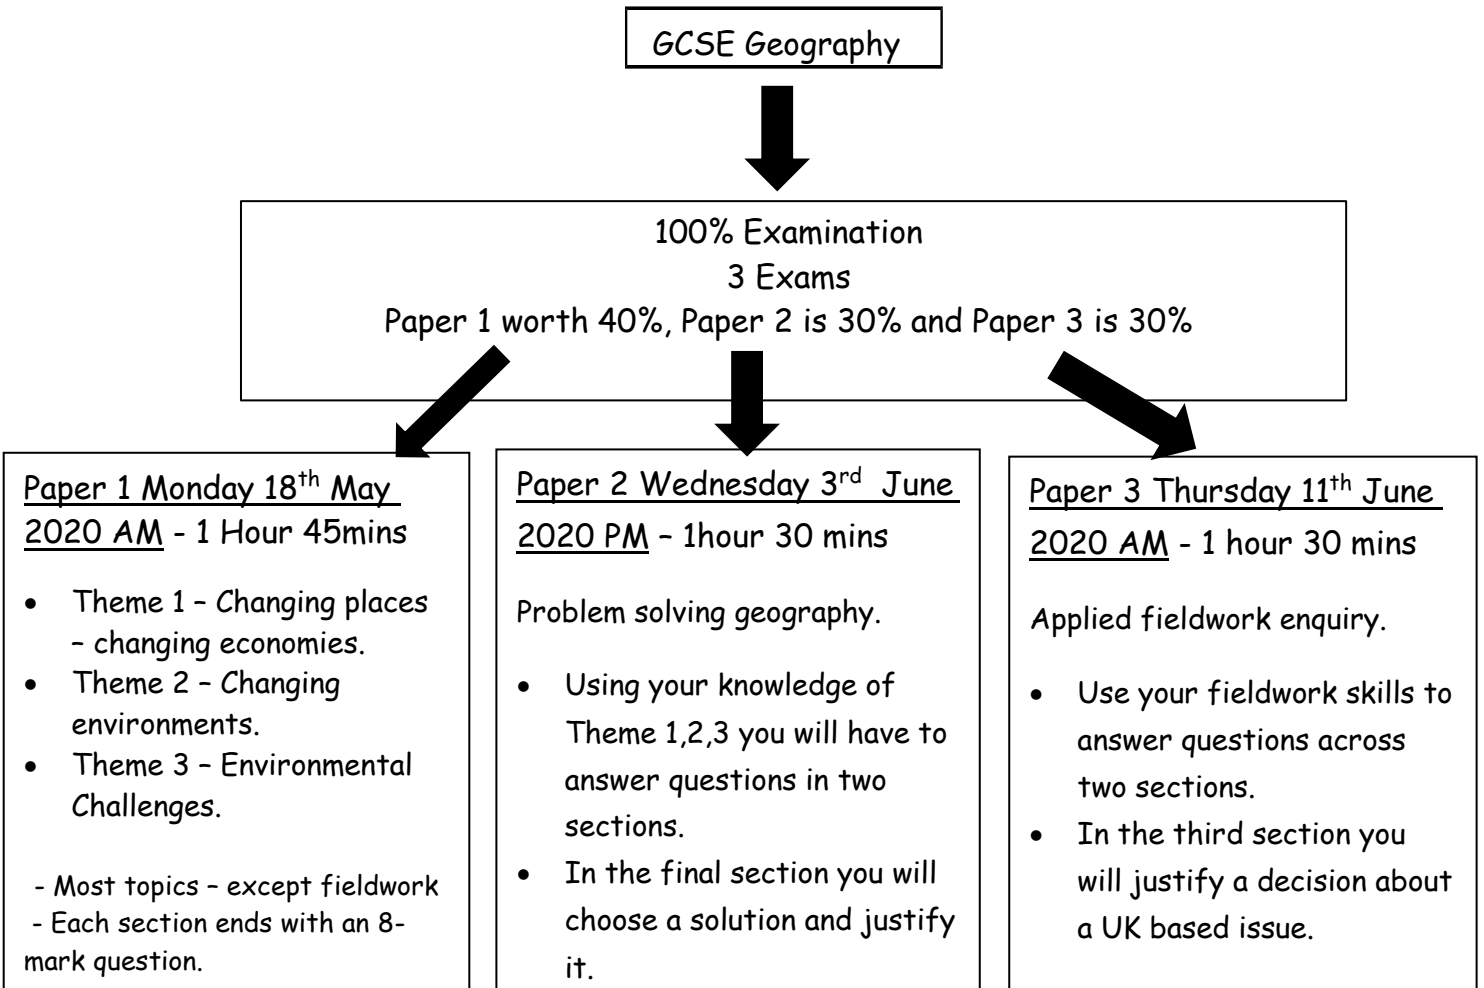 GCSE Geography
100% Examination
3 Exams
Paper 1 worth 40%, Paper 2 is 30% and Paper 3 is 30%
Paper 1 Monday 18th May
2020 AM - 1 Hour 45mins
• Theme 1 – Changing places
– changing economies.
• Theme 2 – Changing
environments.
• Theme 3 – Environmental
Challenges.
- Most topics – except fieldwork
- Each section ends with an 8-
mark question.
Paper 2 Wednesday 3rd June
2020 PM – 1hour 30 mins
Problem solving geography.
• Using your knowledge of
Theme 1,2,3 you will have to
answer questions in two
sections.
• In the final section you will
choose a solution and justify
it.
Paper 3 Thursday 11th June
2020 AM - 1 hour 30 mins
Applied fieldwork enquiry.
• Use your fieldwork skills to
answer questions across
two sections.
• In the third section you
will justify a decision about
a UK based issue.